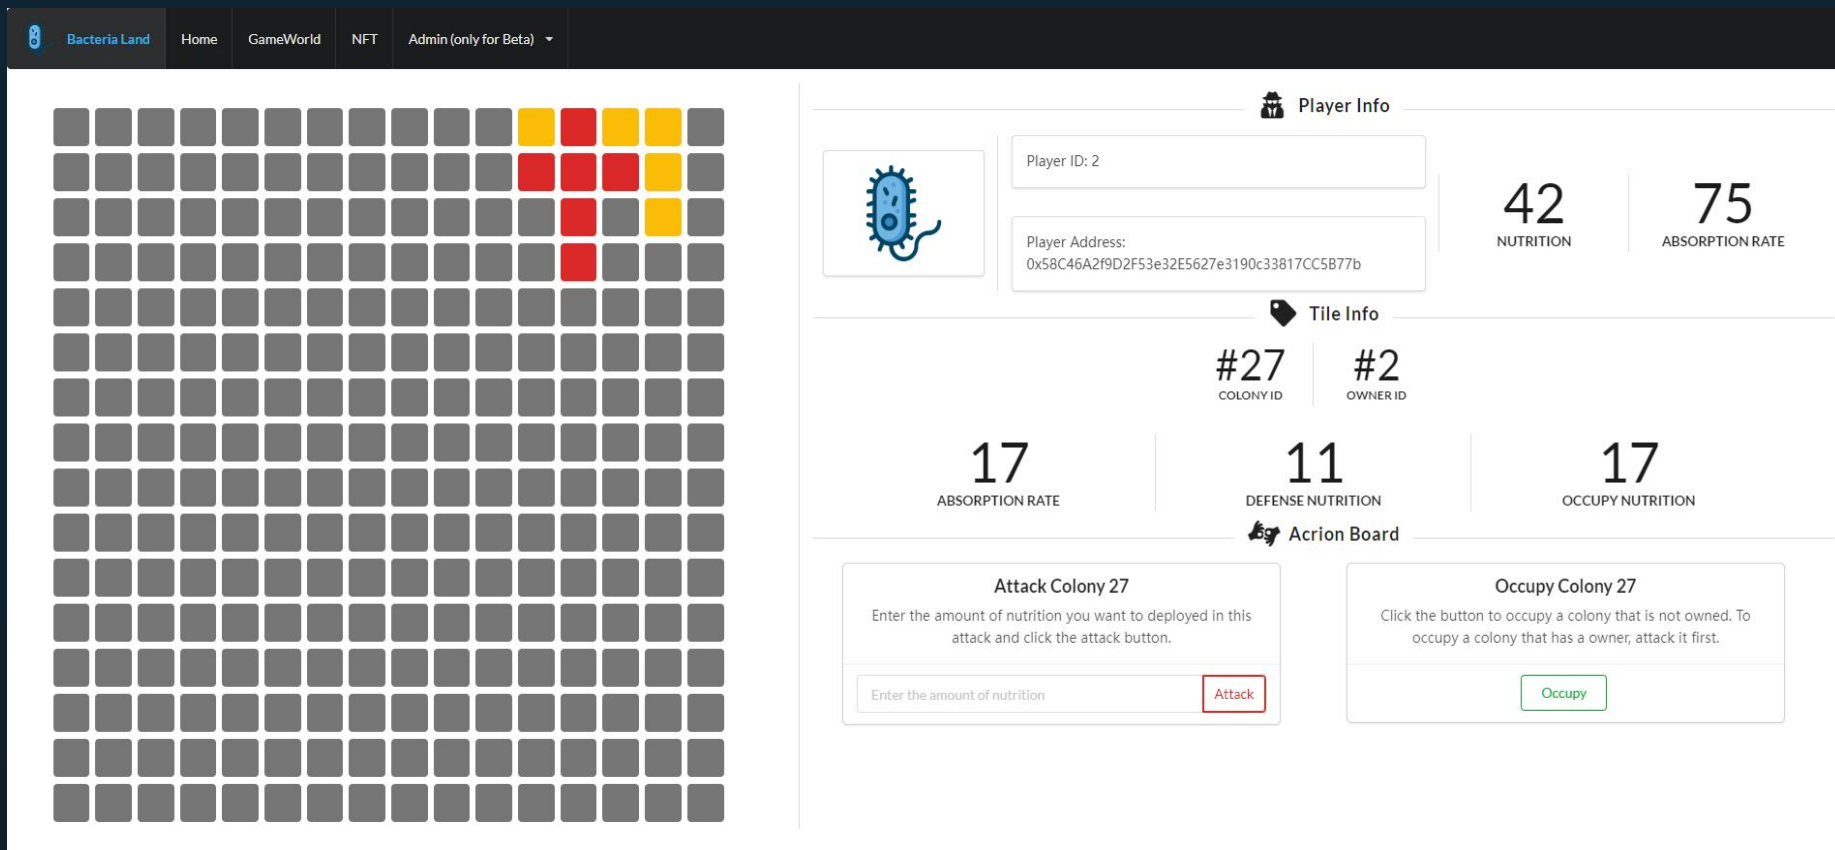 Bacteria Land Home GameWorld NFT Admin (only for Beta)
Player Info
Player ID: 2
Player Address:
0x58C46A2f9D2F53e32E5627e3190c33817CC5B77b
42
NUTRITION
75
ABSORPTION RATE
Tile Info
#27
COLONY ID
#2
OWNER ID
17
ABSORPTION RATE
11
DEFENSE NUTRITION
17
OCCUPY NUTRITION
Acrion Board
Attack Colony 27
Enter the amount of nutrition you want to deployed in this
attack and click the attack button.
Enter the amount of nutrition
Attack
Occupy Colony 27
Click the button to occupy a colony that is not owned. To
occupy a colony that has a owner, attack it first.
Occupy